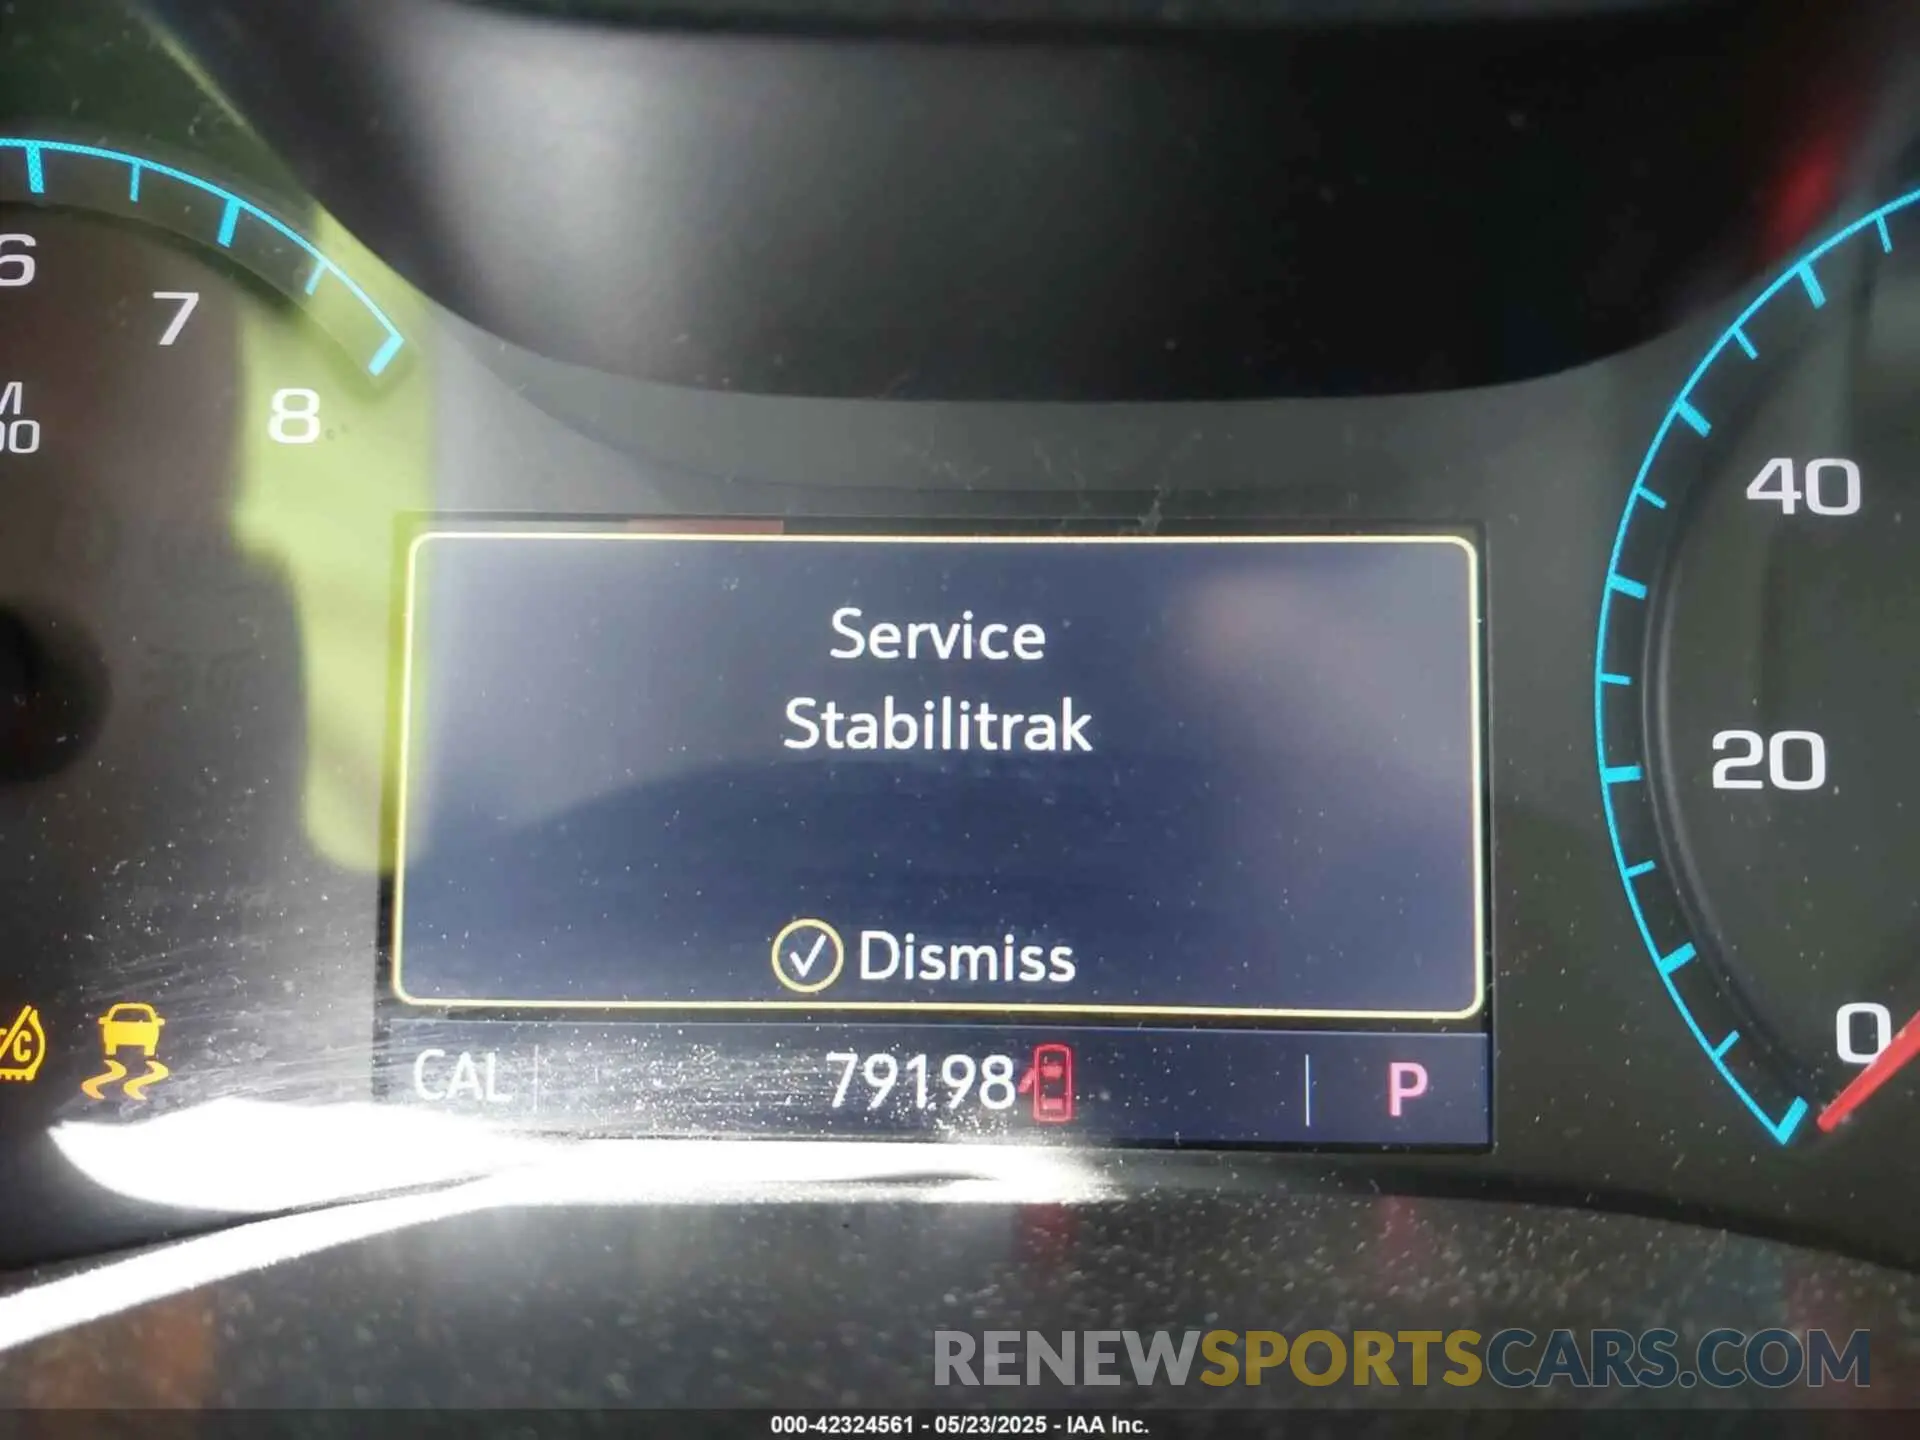 6
7
8
40
20
0
Service
Stabilitrak
Dismiss
CAL
79198
P
RENEWSPORTSCARS.COM
000-42324561 - 05/23/2025 - IAA Inc.